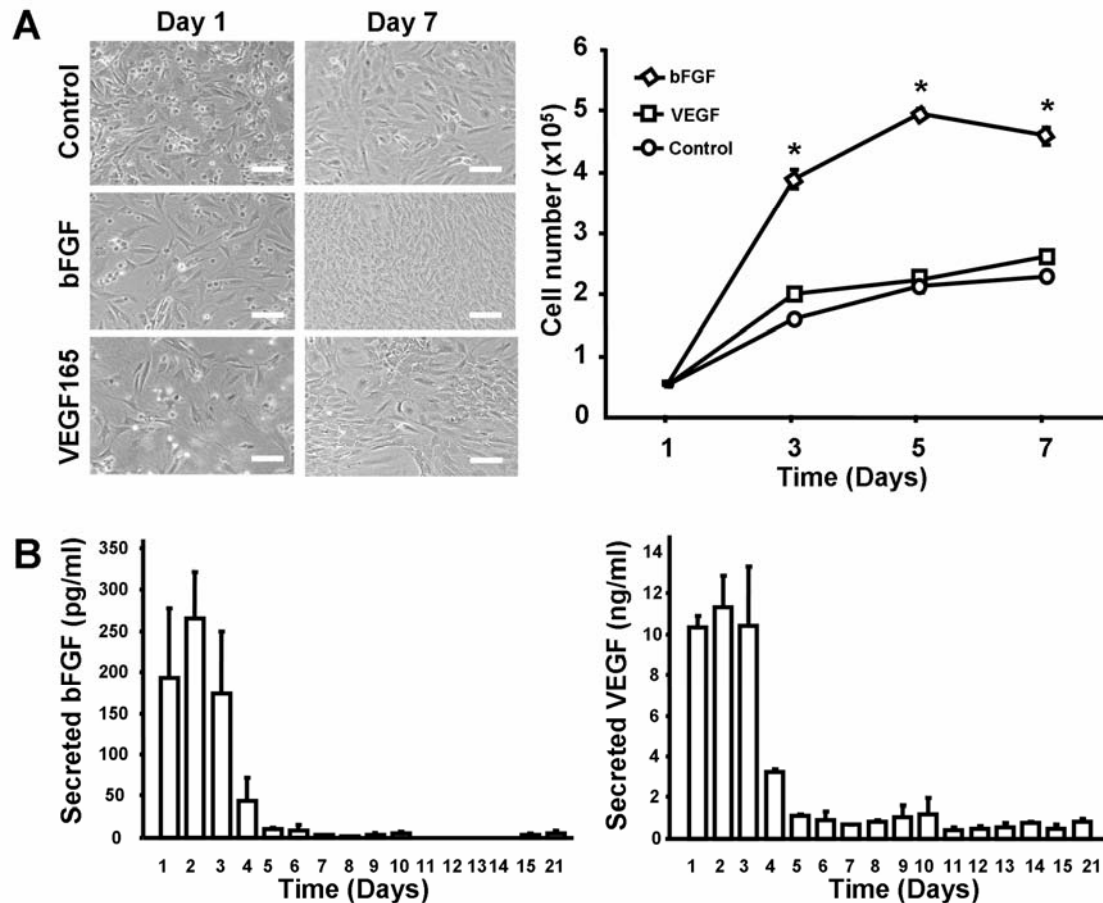 A
Day 1
Day 7
Control
bFGF
VEGF165
Cell number (x10⁵)
6
5
4
3
2
1
0
bFGF
VEGF
Control
*
*
*
1 3 5 7
Time (Days)
B
Secreted bFGF (pg/ml)
350
300
250
200
150
100
50
0
1 2 3 4 5 6 7 8 9 10 11 12 13 14 15 21
Time (Days)
Secreted VEGF (ng/ml)
14
12
10
8
6
4
2
0
1 2 3 4 5 6 7 8 9 10 11 12 13 14 15 21
Time (Days)